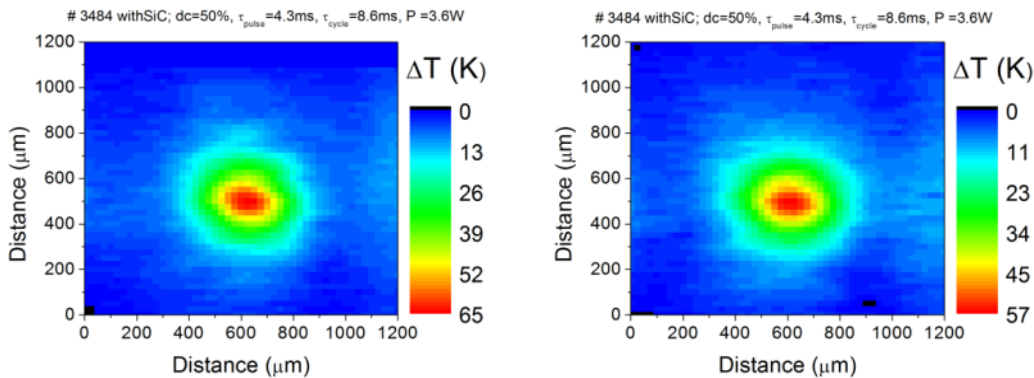 # 3484 withSiC; dc=50%, τpulse=4.3ms, τcycle=8.6ms, P =3.6W
1200
1000
800
600
400
200
0
Distance (μm)
0 200 400 600 800 1000 1200
Distance (μm)
ΔT (K)
0
13
26
39
52
65
# 3484 withSiC; dc=50%, τpulse=4.3ms, τcycle=8.6ms, P =3.6W
1200
1000
800
600
400
200
0
Distance (μm)
0 200 400 600 800 1000 1200
Distance (μm)
ΔT (K)
0
11
23
34
45
57